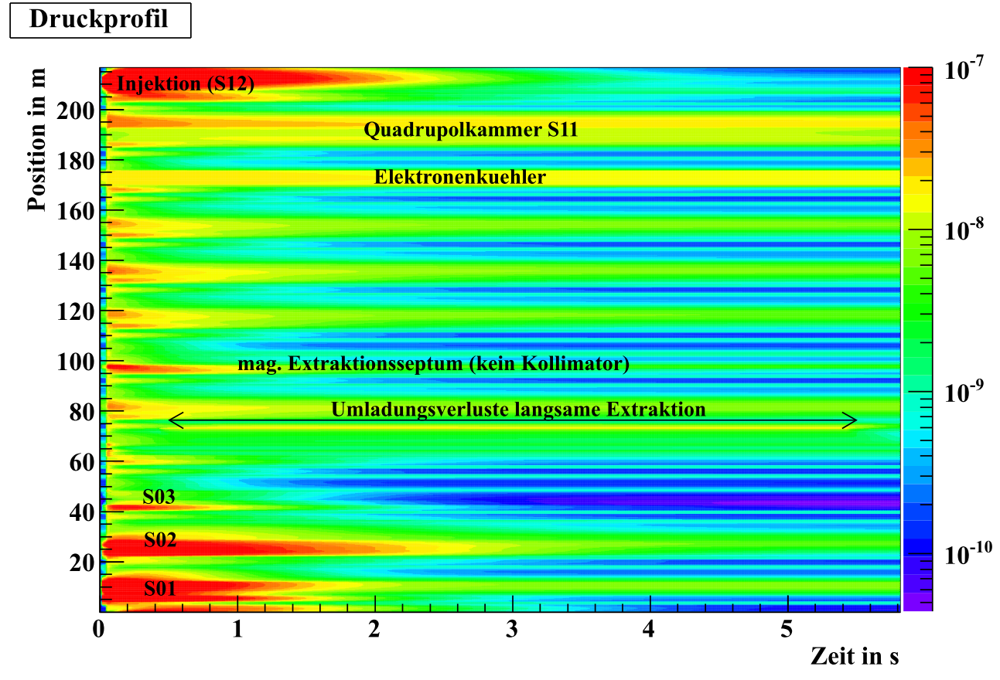 Druckprofil
Position in m
200
180
160
140
120
100
80
60
40
20
Injektion (S12)
Quadrupolkammer S11
Elektronenkuehler
mag. Extraktionsseptum (kein Kollimator)
Umladungsverluste langsame Extraktion
S03
S02
S01
0 1 2 3 4 5
Zeit in s
10-7
10-8
10-9
10-10